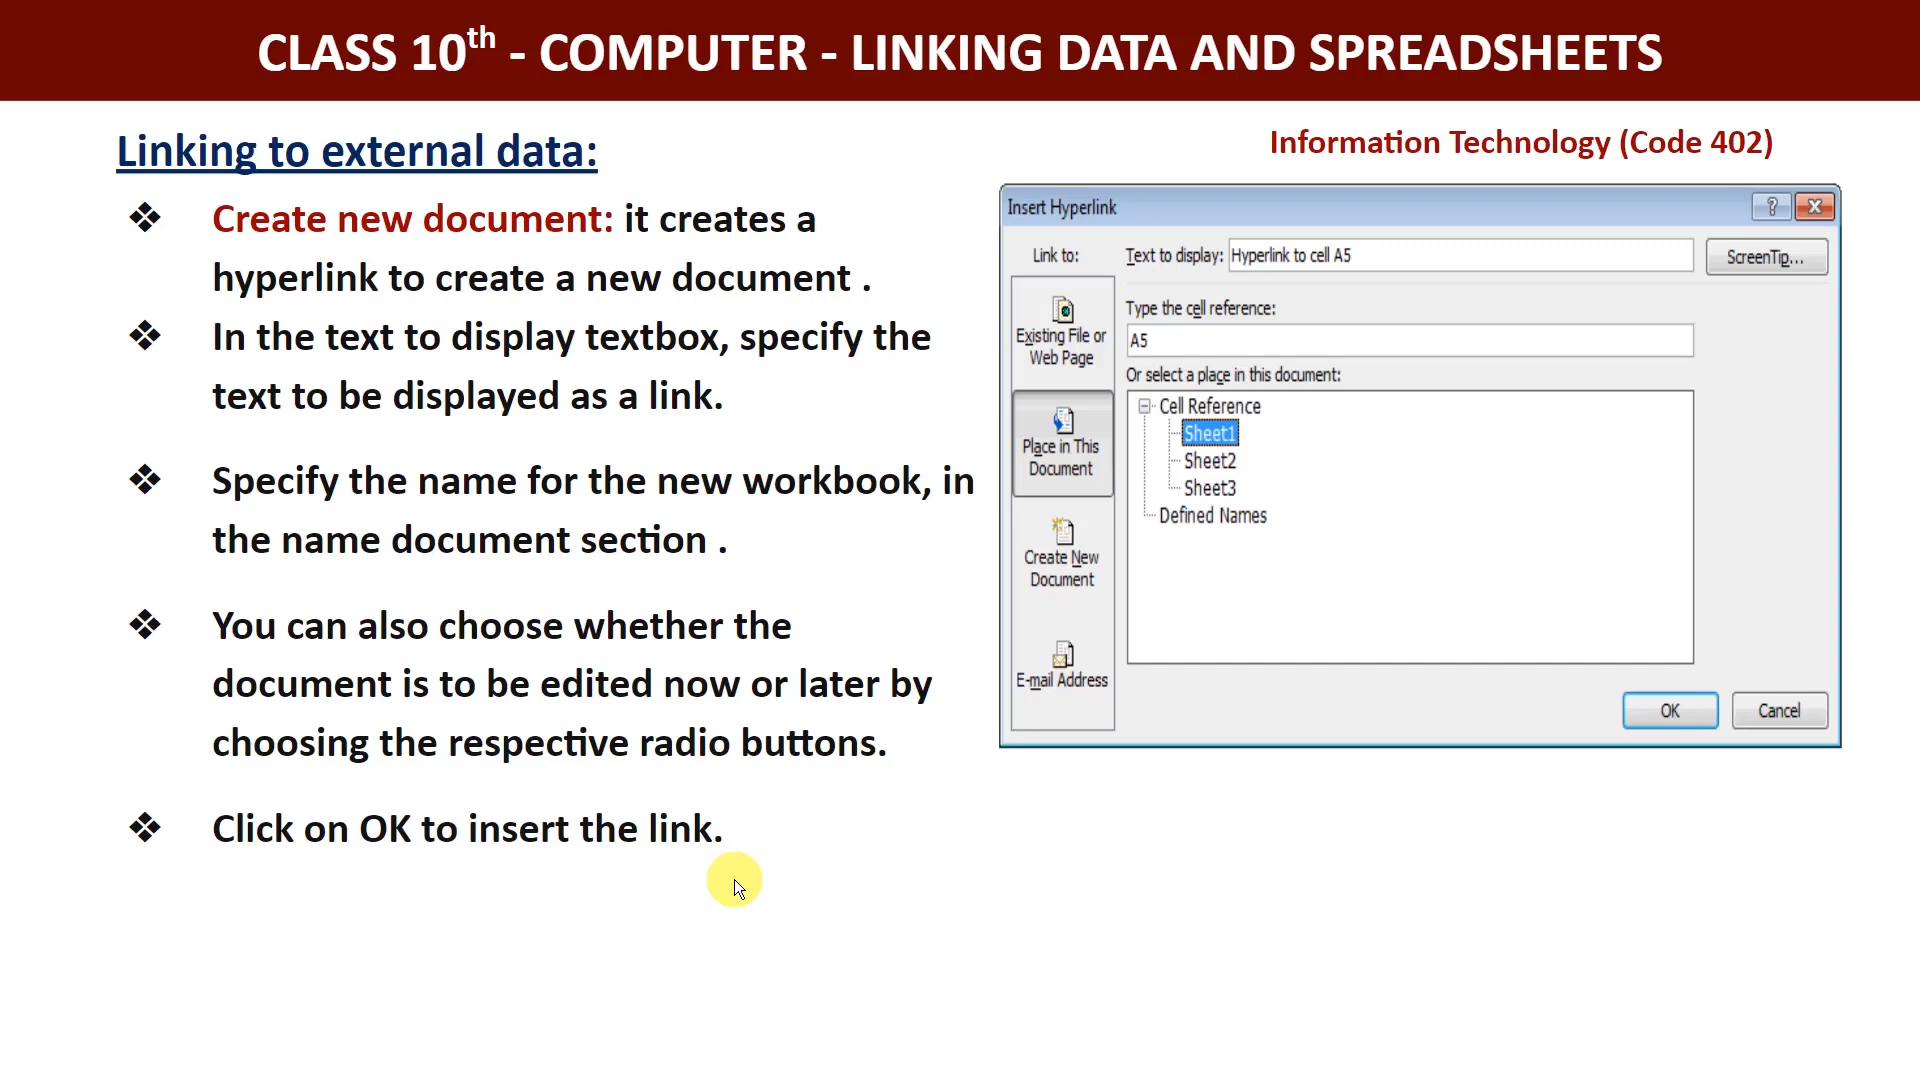 CLASS 10th - COMPUTER - LINKING DATA AND SPREADSHEETS
Linking to external data:
Information Technology (Code 402)
❖ Create new document: it creates a
hyperlink to create a new document .
❖ In the text to display textbox, specify the
text to be displayed as a link.
❖ Specify the name for the new workbook, in
the name document section .
❖ You can also choose whether the
document is to be edited now or later by
choosing the respective radio buttons.
❖ Click on OK to insert the link.
Insert Hyperlink
Link to:
Text to display: Hyperlink to cell A5
ScreenTip...
Existing File or
Web Page
Place in This
Document
Create New
Document
E-mail Address
Type the cell reference:
A5
Or select a place in this document:
Cell Reference
Sheet1
Sheet2
Sheet3
Defined Names
OK
Cancel